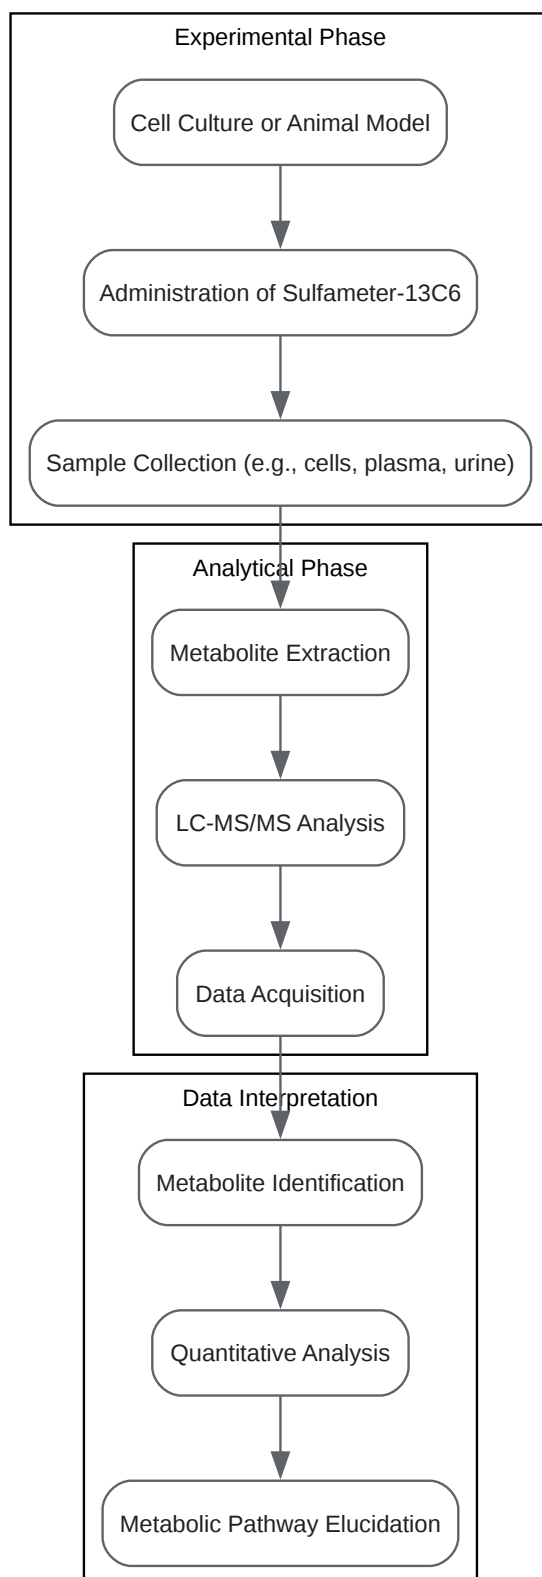 Experimental Phase
Cell Culture or Animal Model
Administration of Sulfameter-13C6
Sample Collection (e.g., cells, plasma, urine)
Analytical Phase
Metabolite Extraction
LC-MS/MS Analysis
Data Acquisition
Data Interpretation
Metabolite Identification
Quantitative Analysis
Metabolic Pathway Elucidation